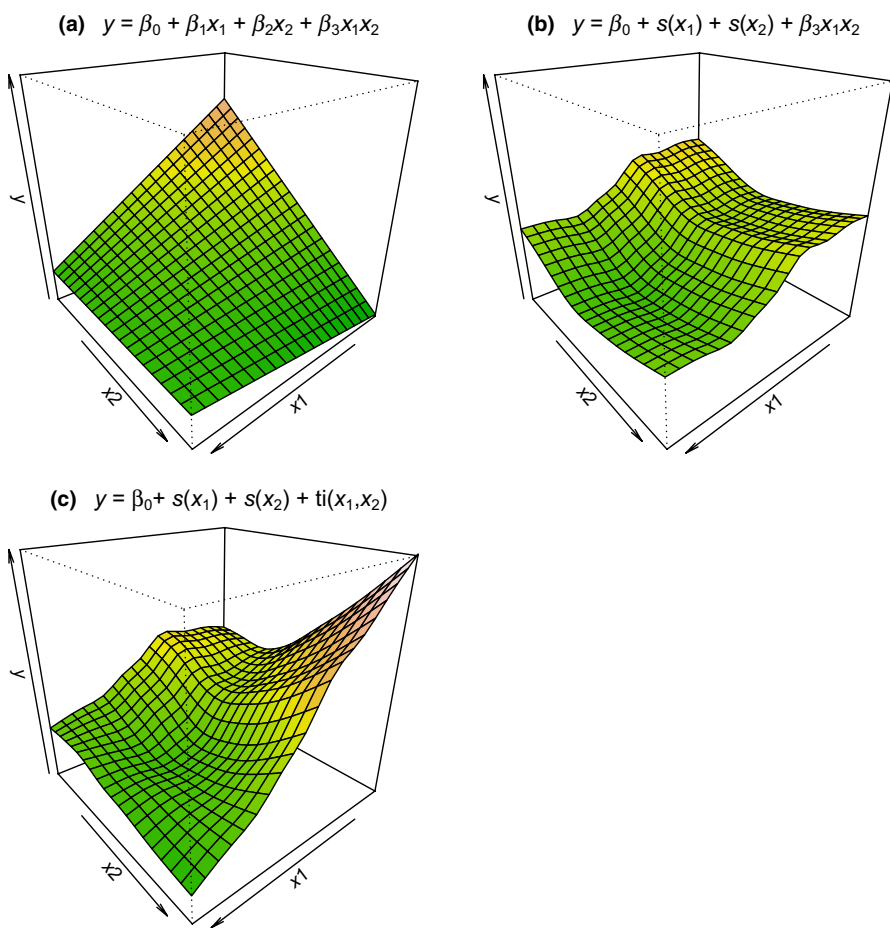 (a) y = β₀ + β₁x₁ + β₂x₂ + β₃x₁x₂
y
x2
x1
(b) y = β₀ + s(x₁) + s(x₂) + β₃x₁x₂
y
x2
x1
(c) y = β₀+ s(x₁) + s(x₂) + ti(x₁,x₂)
y
x2
x1